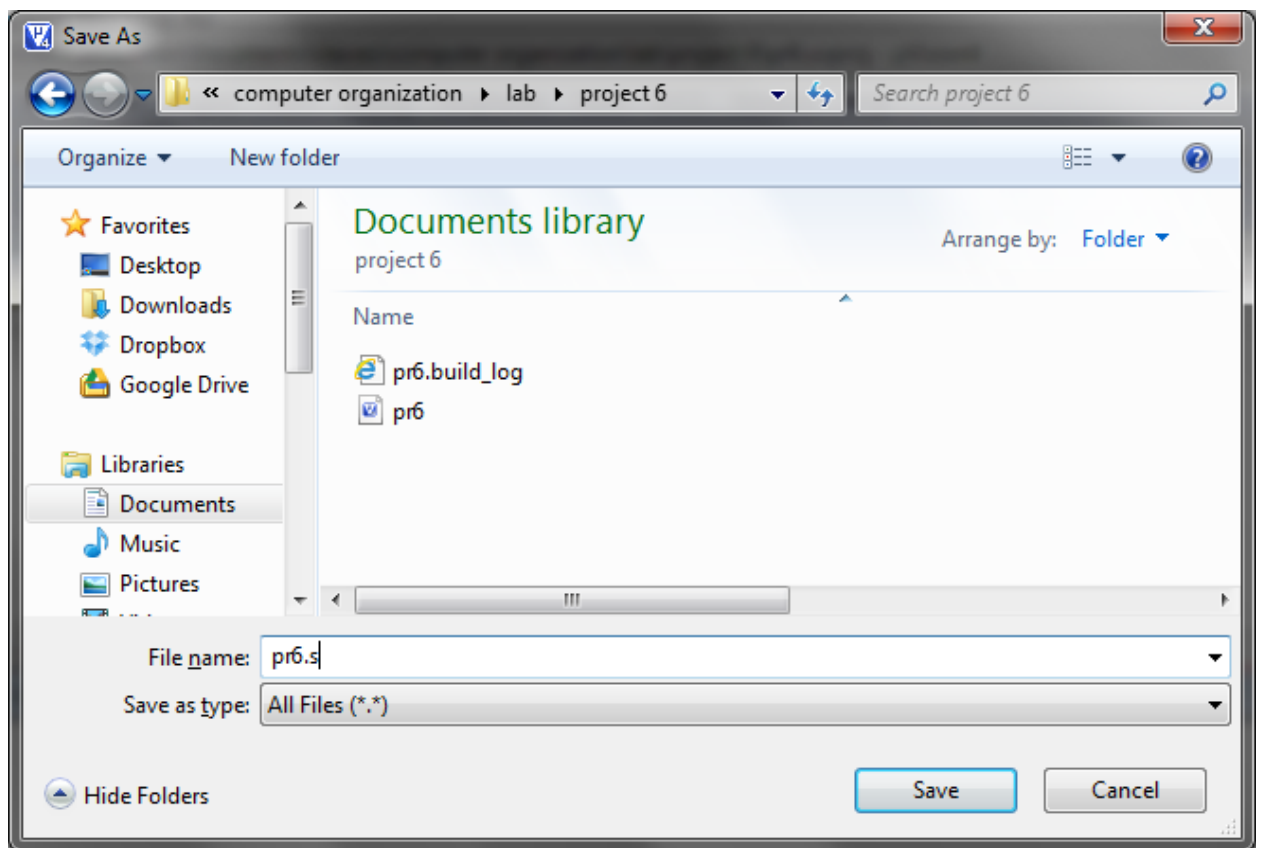 Save As
« computer organization ▸ lab ▸ project 6
Search project 6
Organize ▼ New folder
Favorites
Desktop
Downloads
Dropbox
Google Drive
Libraries
Documents
Music
Pictures
Documents library
project 6
Arrange by: Folder ▼
Name
pr6.build_log
pr6
File name: pr6.s
Save as type: All Files (*.*)
Hide Folders
Save
Cancel